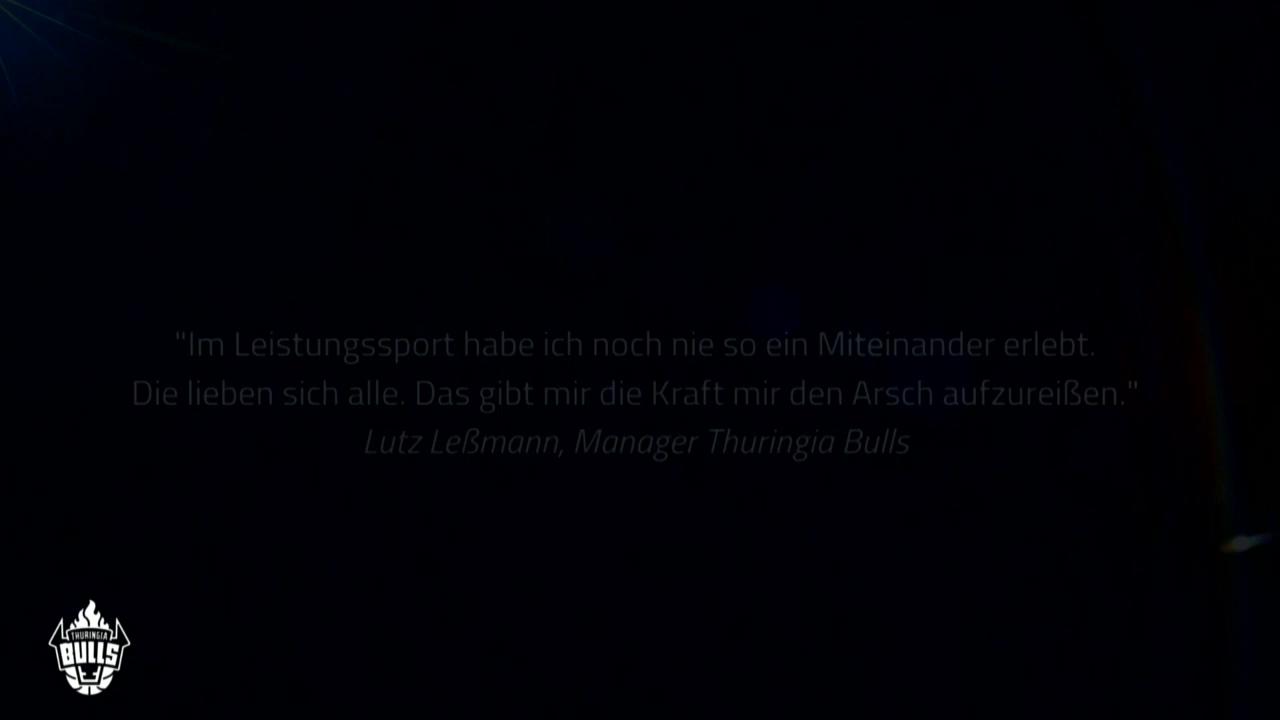 "Im Leistungssport habe ich noch nie so ein Miteinander erlebt.
Die lieben sich alle. Das gibt mir die Kraft mir den Arsch aufzureißen."
Lutz Leßmann, Manager Thuringia Bulls
THURINGIA
BULLS